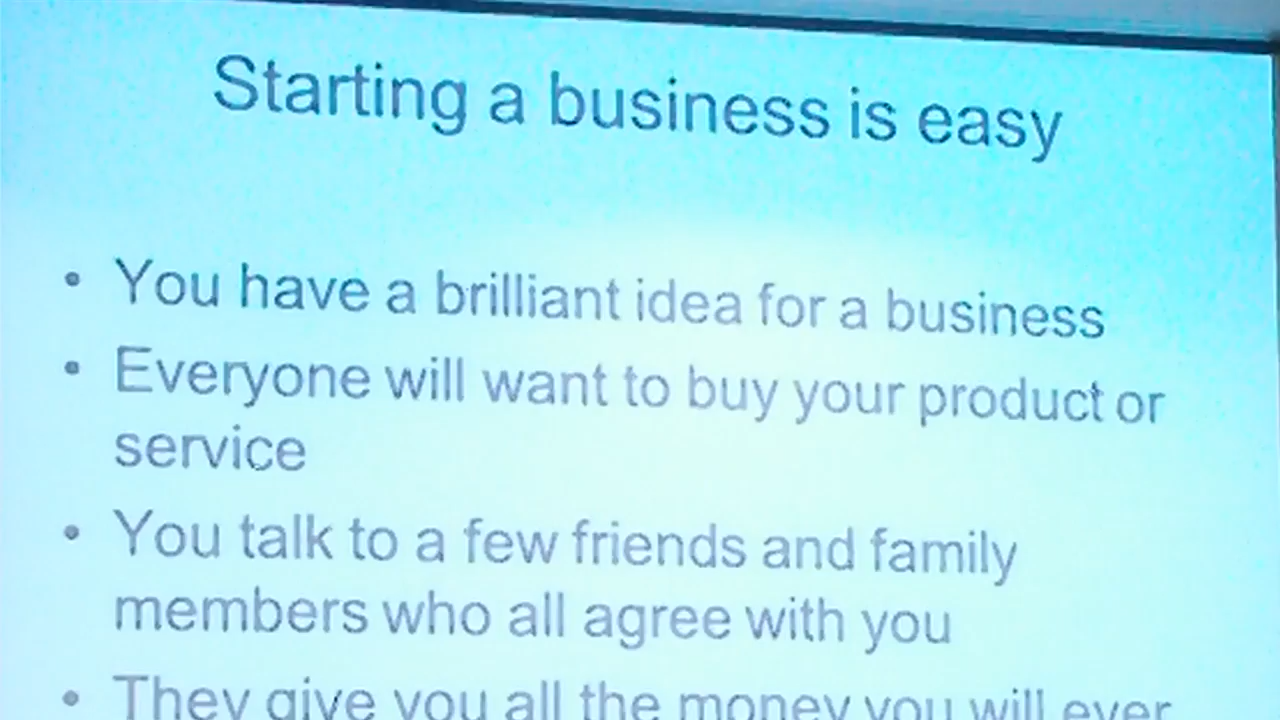 Starting a business is easy
• You have a brilliant idea for a business
• Everyone will want to buy your product or
service
• You talk to a few friends and family
members who all agree with you
• They give you all the money you will ever